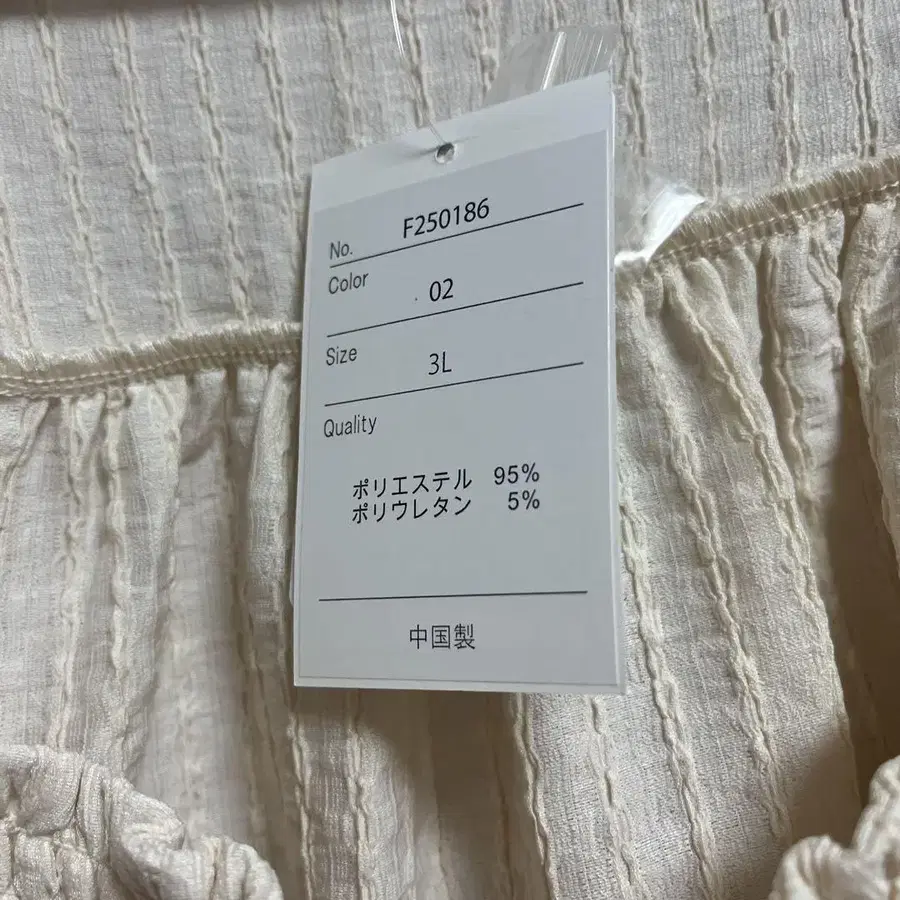 No. F250186
Color 02
Size 3L
Quality
ポリエステル 95%
ポリウレタン 5%
中国製